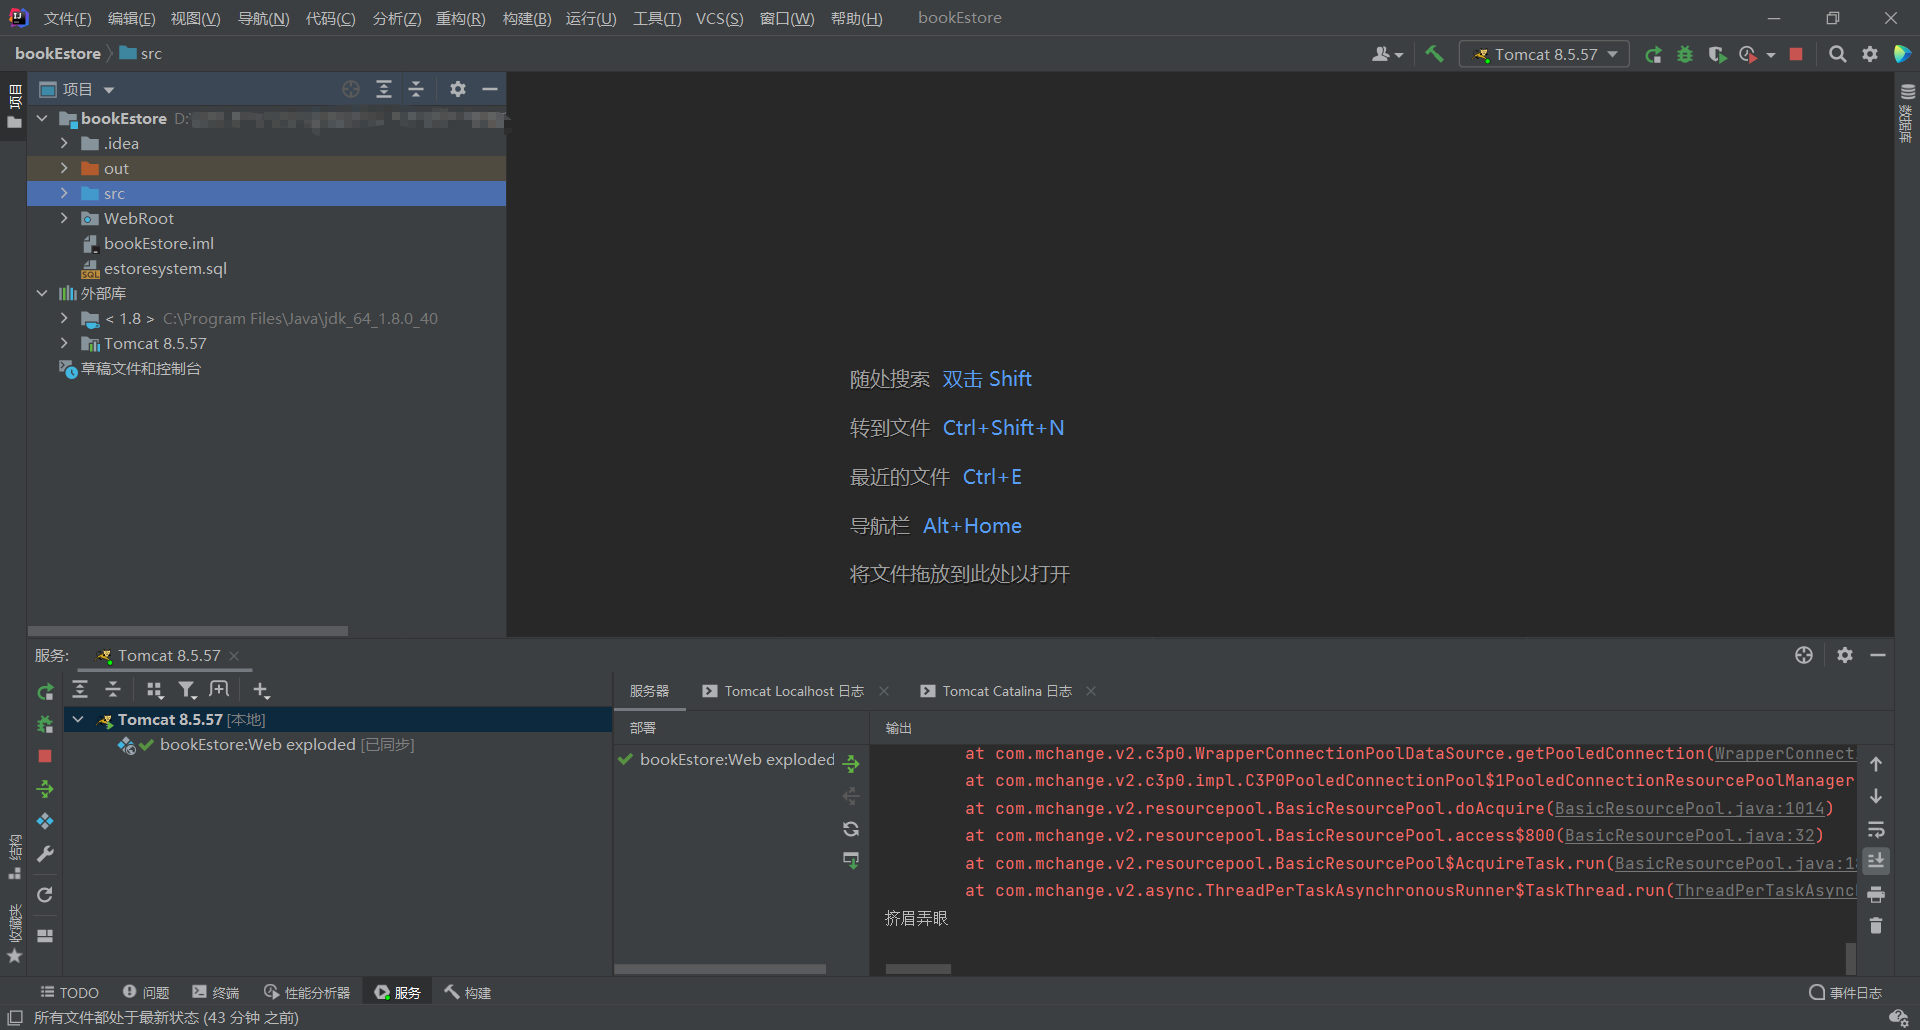 文件(F) 编辑(E) 视图(V) 导航(N) 代码(C) 分析(Z) 重构(R) 构建(B) 运行(U) 工具(T) VCS(S) 窗口(W) 帮助(H) bookEstore
bookEstore src
Tomcat 8.5.57
项目
项目
bookEstore D:\
.idea
out
src
WebRoot
bookEstore.iml
estoresystem.sql
外部库
< 1.8 > C:\Program Files\Java\jdk_64_1.8.0_40
Tomcat 8.5.57
草稿文件和控制台
数据库
随处搜索 双击 Shift
转到文件 Ctrl+Shift+N
最近的文件 Ctrl+E
导航栏 Alt+Home
将文件拖放到此处以打开
服务: Tomcat 8.5.57
Tomcat 8.5.57 [本地]
bookEstore:Web exploded [已同步]
服务器 Tomcat Localhost 日志 Tomcat Catalina 日志
部署 输出
bookEstore:Web exploded
at com.mchange.v2.c3p0.WrapperConnectionPoolDataSource.getPooledConnection(WrapperConnect
at com.mchange.v2.c3p0.impl.C3P0PooledConnectionPool$1PooledConnectionResourcePoolManager
at com.mchange.v2.resourcepool.BasicResourcePool.doAcquire(BasicResourcePool.java:1014)
at com.mchange.v2.resourcepool.BasicResourcePool.access$800(BasicResourcePool.java:32)
at com.mchange.v2.resourcepool.BasicResourcePool$AcquireTask.run(BasicResourcePool.java:1
at com.mchange.v2.async.ThreadPerTaskAsynchronousRunner$TaskThread.run(ThreadPerTaskAsync
挤眉弄眼
结构
收藏夹
TODO 问题 终端 性能分析器 服务 构建 事件日志
所有文件都处于最新状态 (43 分钟 之前)